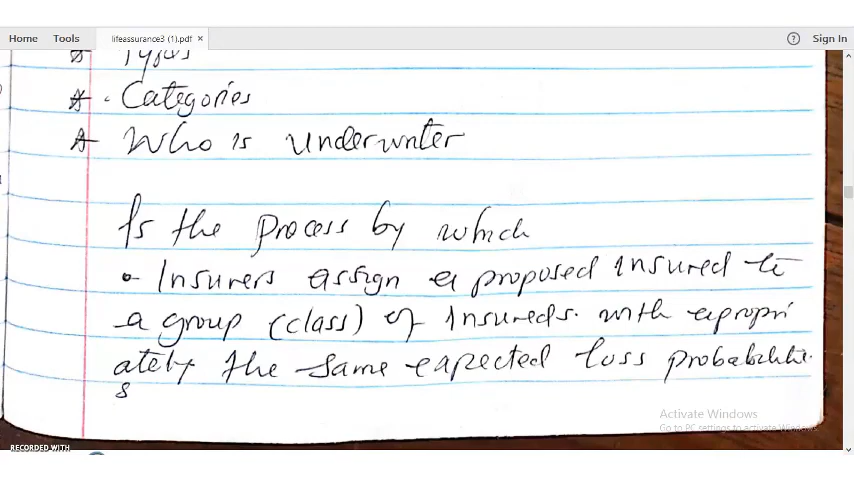 Home Tools lifeassurance3 (1).pdf × ? Sign In
Types
Categories
Who is underwriter
Is the process by which
Insurers assign a proposed insured to
a group (class) of insureds. with apropri
ately the same expected loss probabilitie
s
Activate Windows
Go to PC settings to activate Windows.
RECORDED WITH